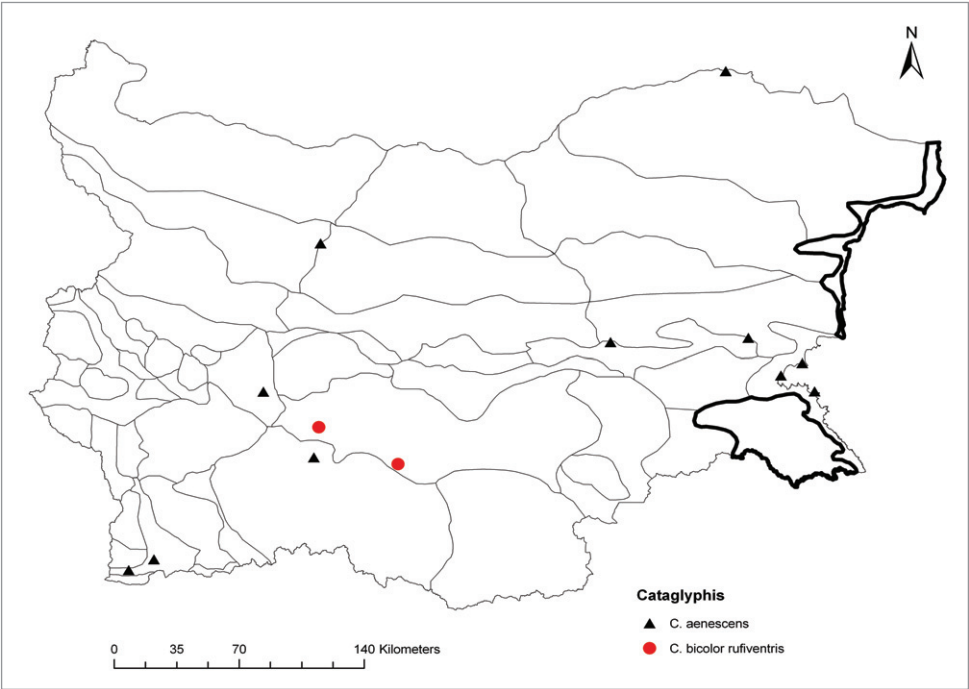 N
Cataglyphis
C. aenescens
C. bicolor rufiventris
0 35 70 140 Kilometers